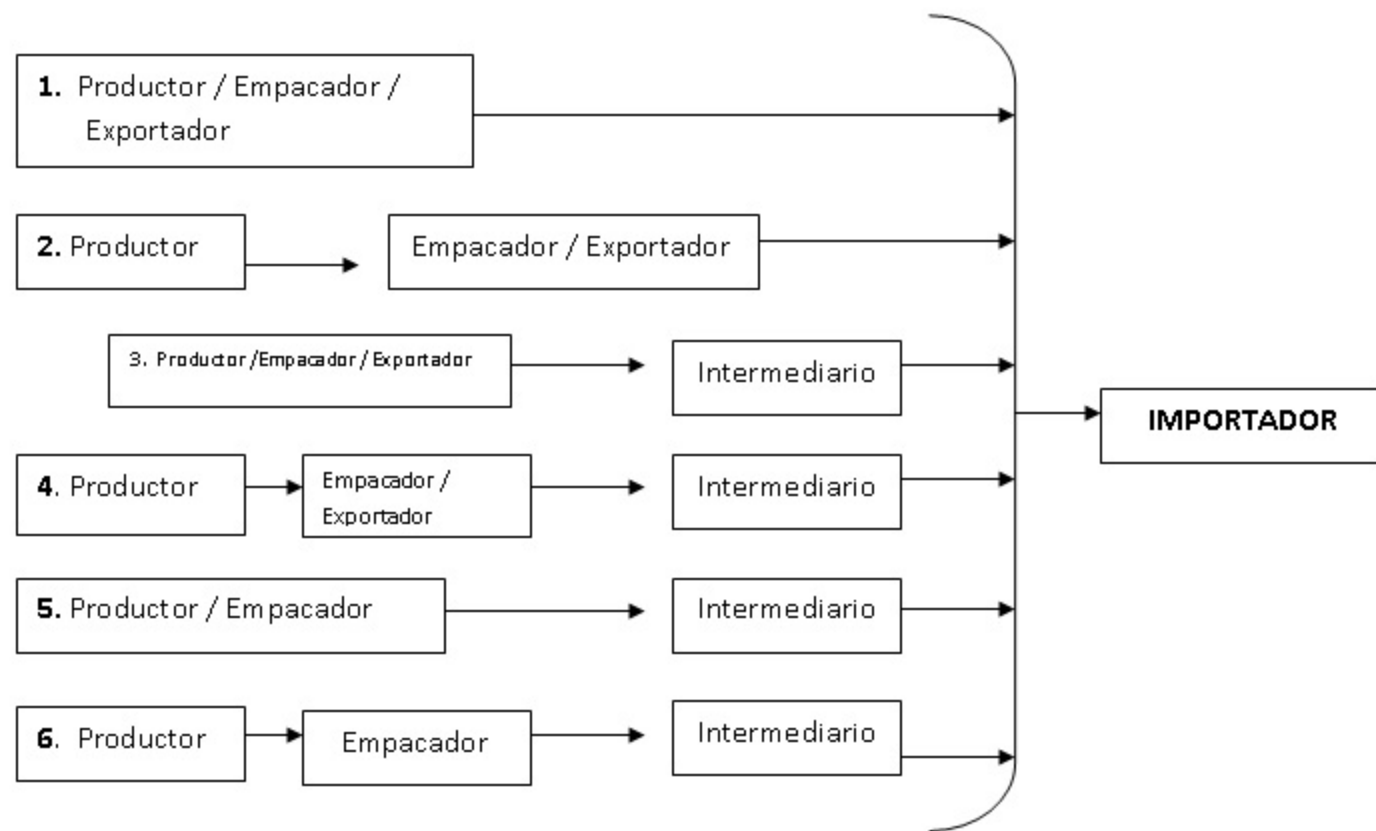 1. Productor / Empacador /
Exportador
2. Productor
Empacador / Exportador
3. Productor /Empacador / Exportador
Intermediario
IMPORTADOR
4. Productor
Empacador /
Exportador
Intermediario
5. Productor / Empacador
Intermediario
6. Productor
Empacador
Intermediario